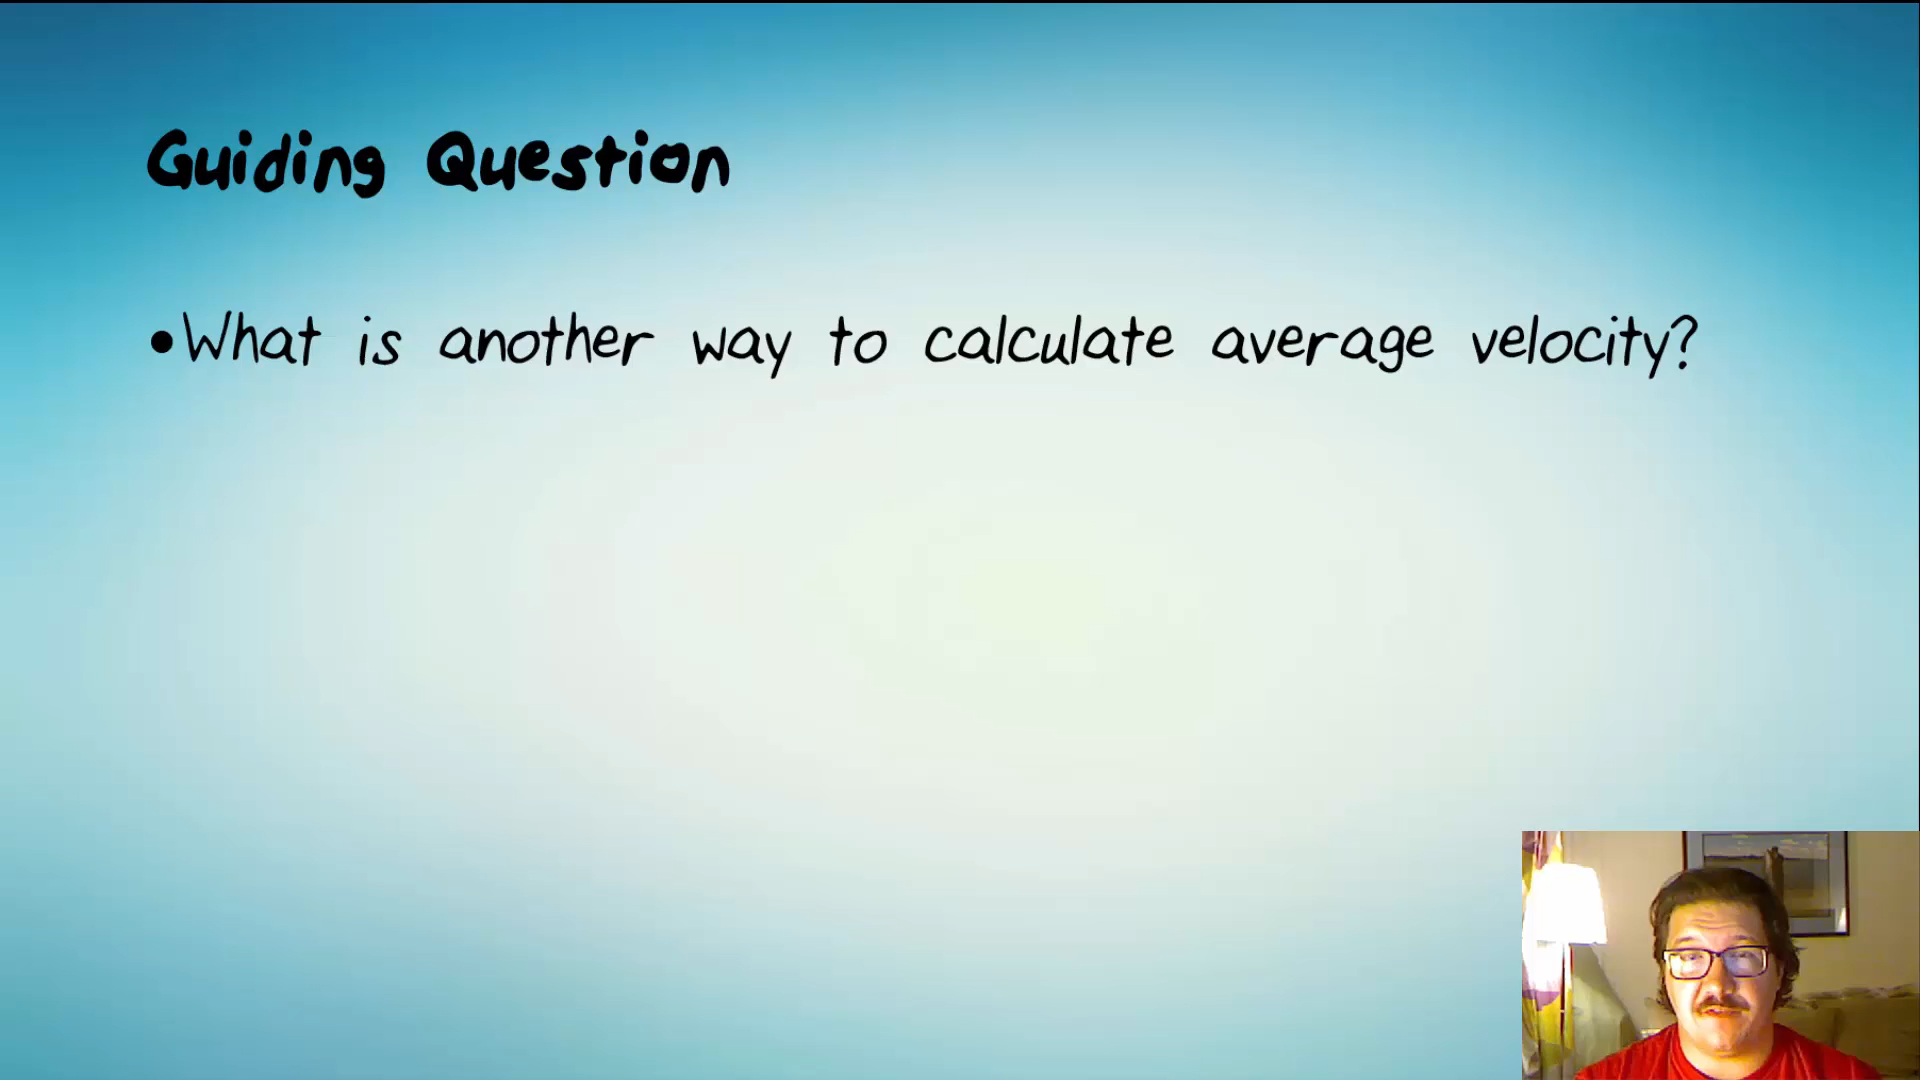 Guiding Question
•What is another way to calculate average velocity?